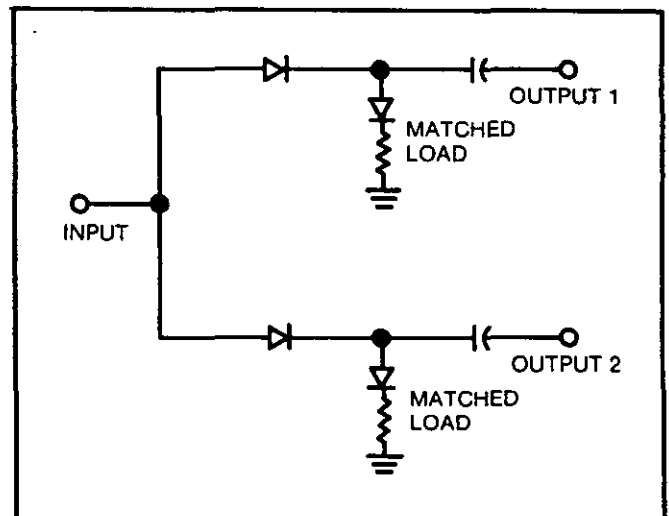 OUTPUT 1
MATCHED
LOAD
INPUT
OUTPUT 2
MATCHED
LOAD